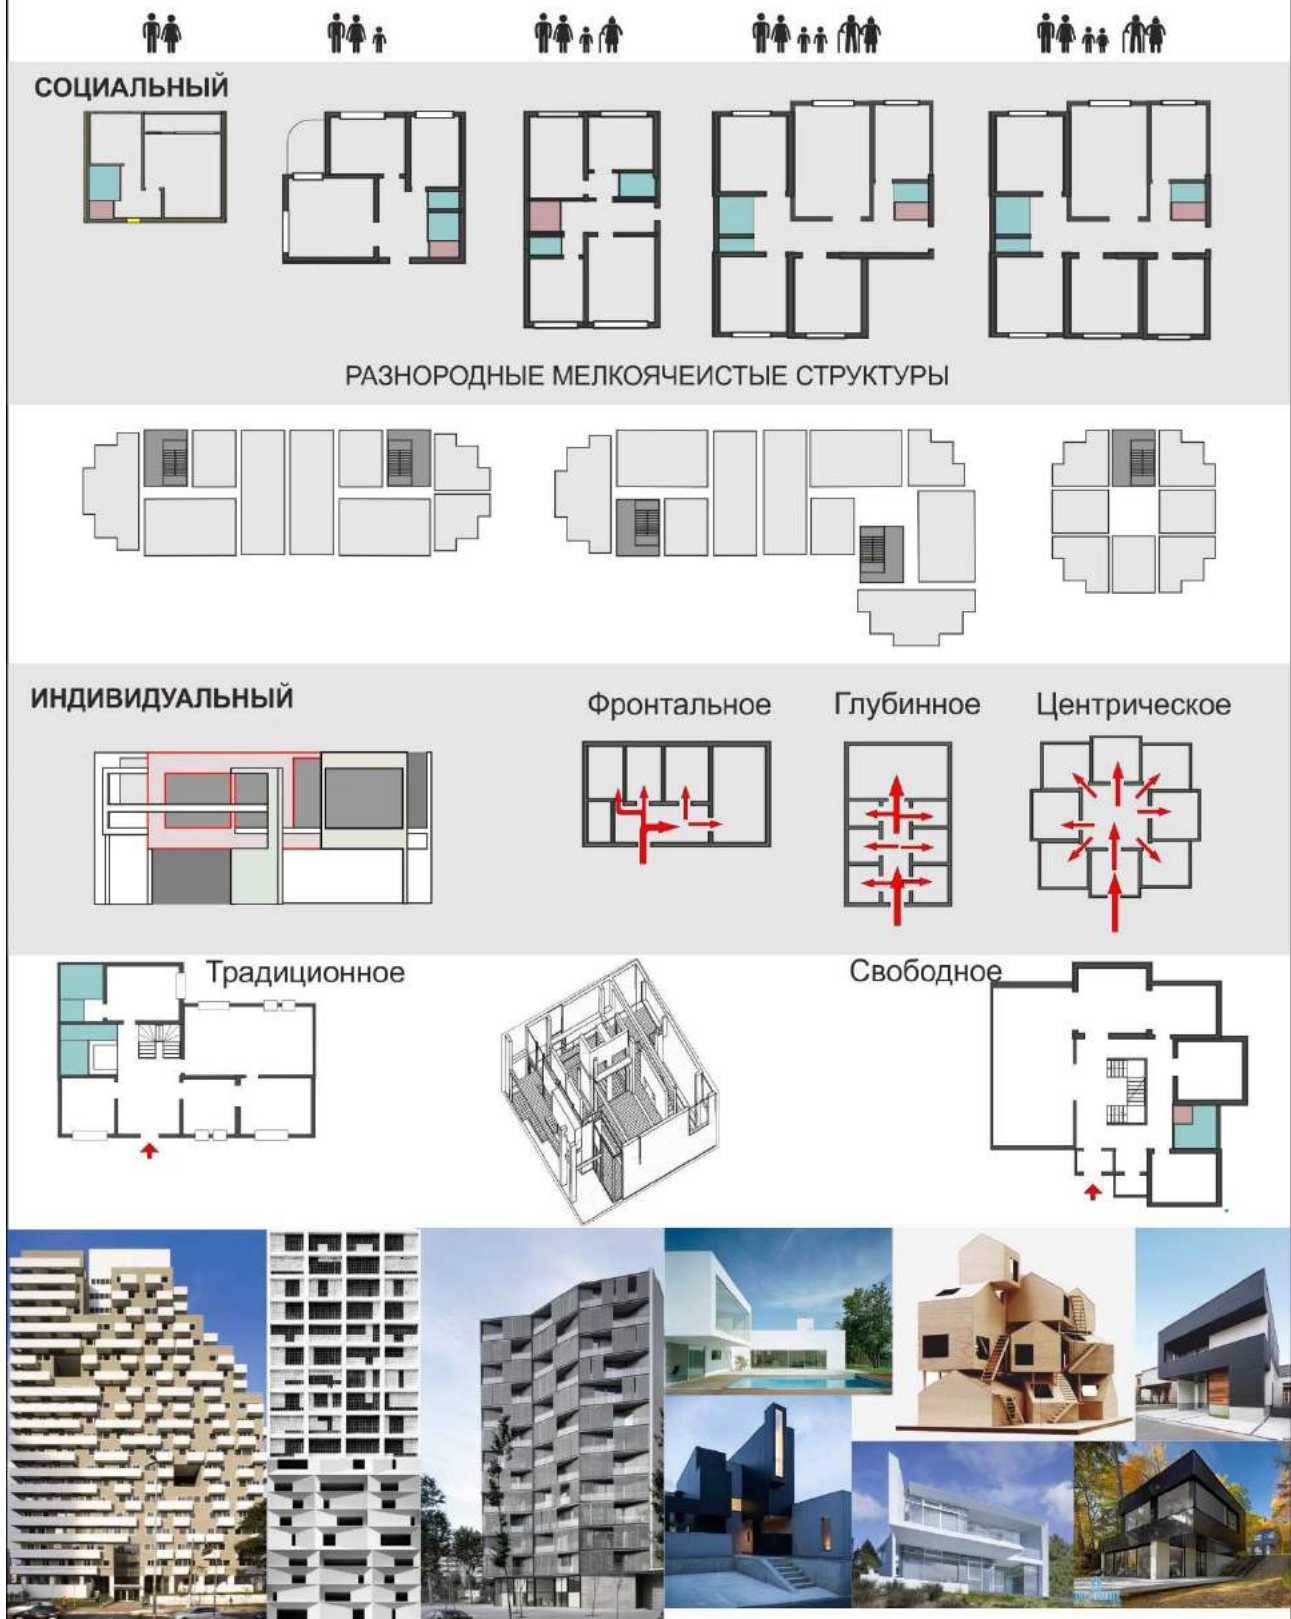 СОЦИАЛЬНЫЙ
РАЗНОРОДНЫЕ МЕЛКОЯЧЕИСТЫЕ СТРУКТУРЫ
ИНДИВИДУАЛЬНЫЙ
Фронтальное
Глубинное
Центрическое
Традиционное
Свободное